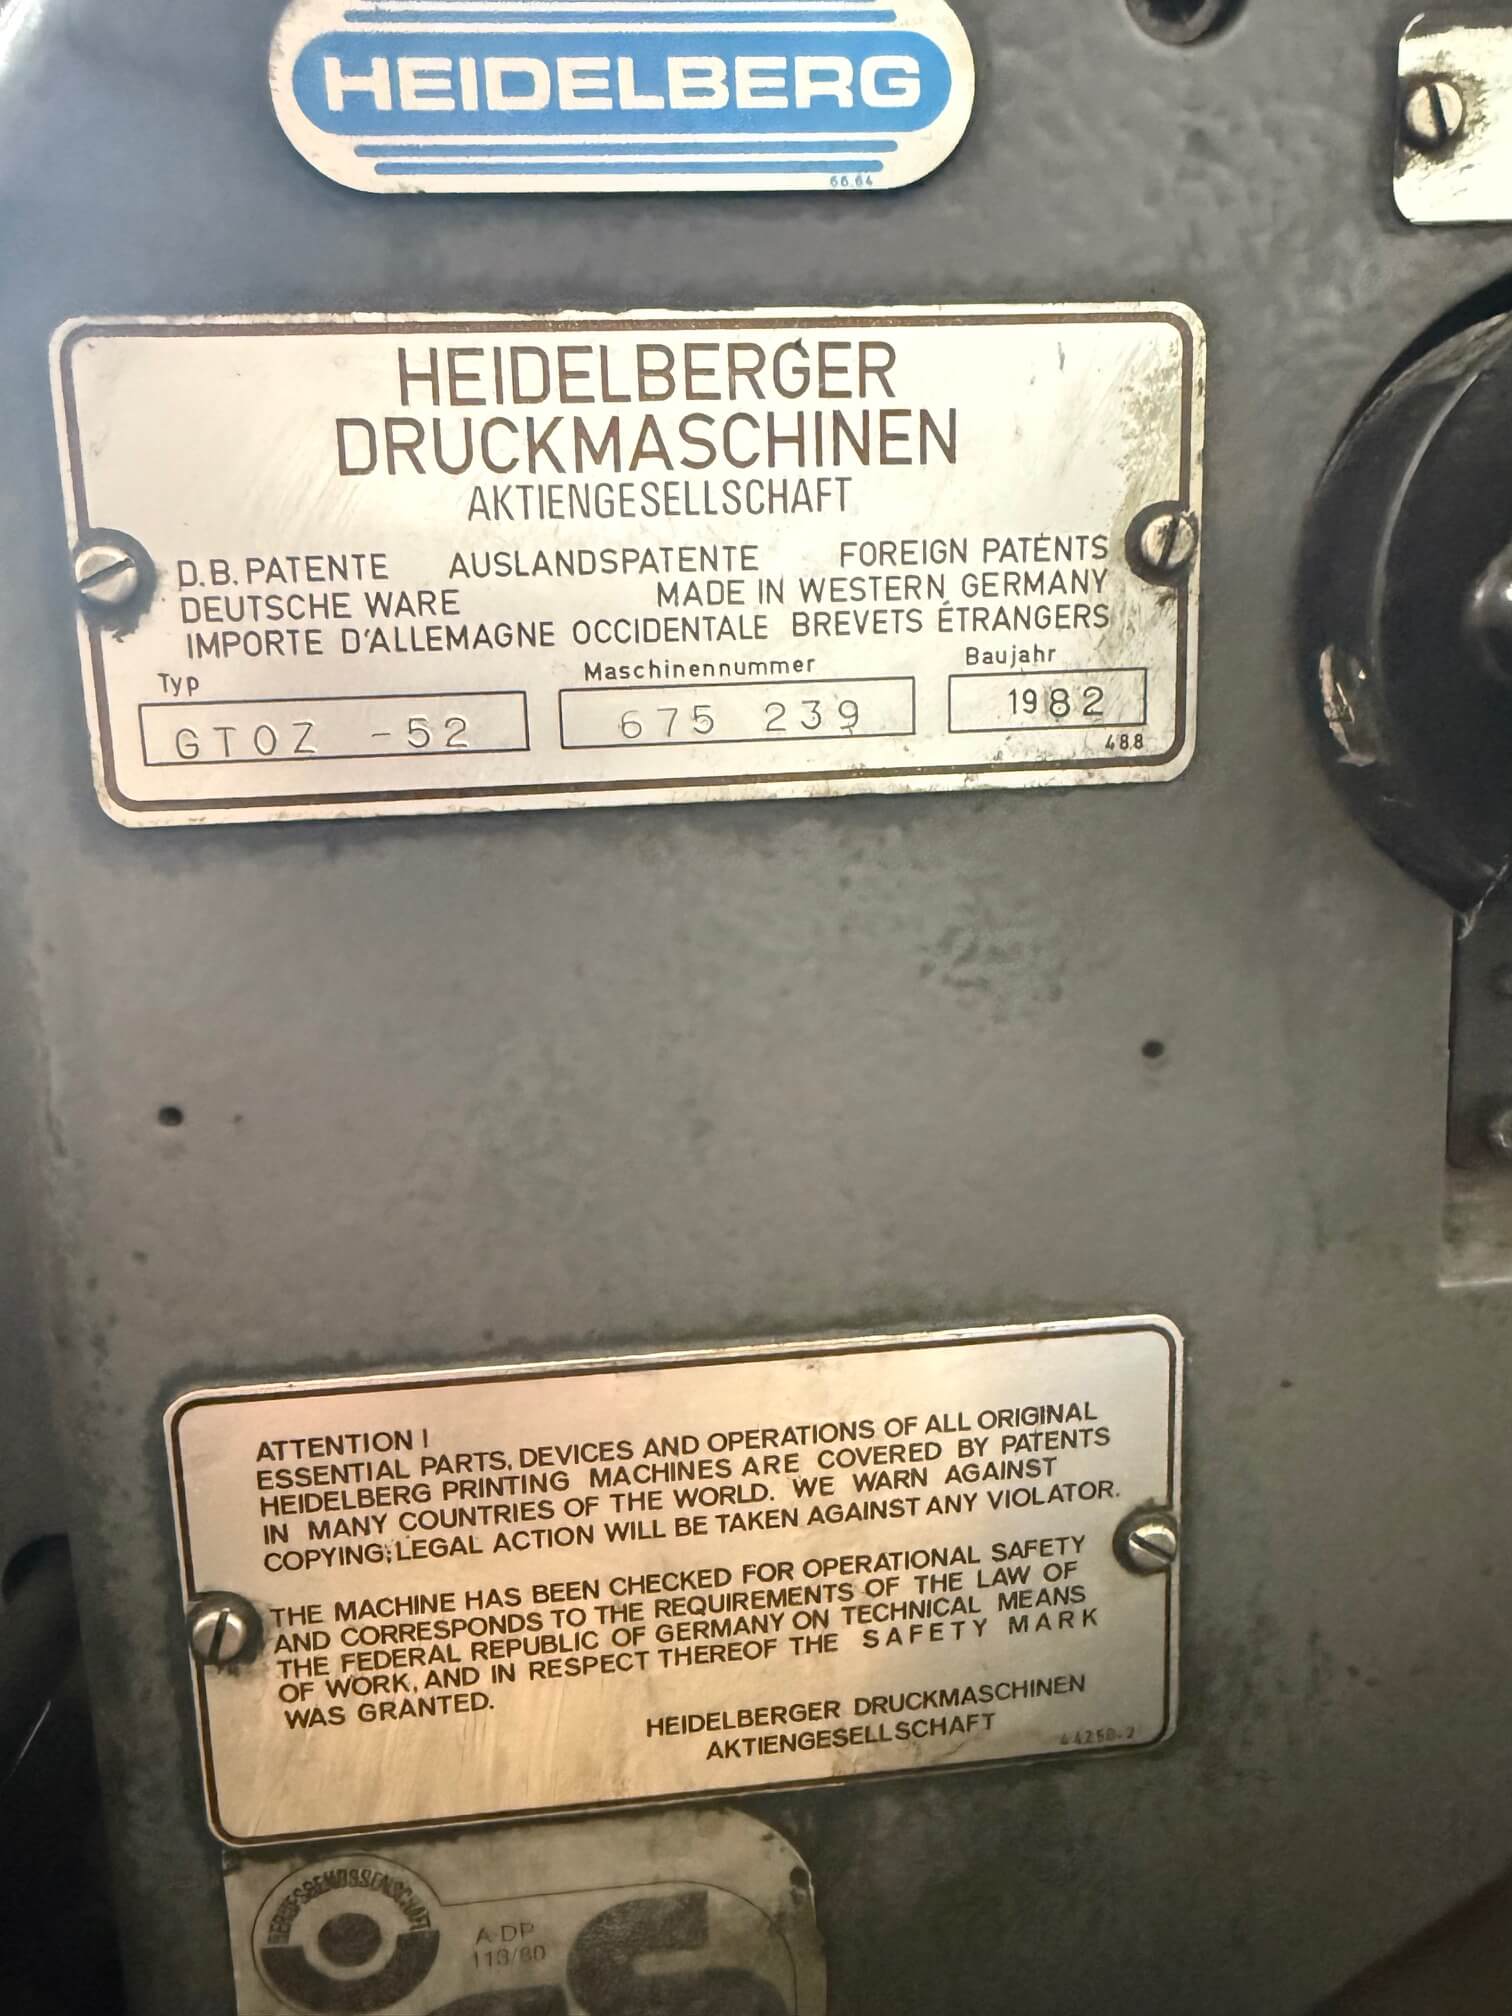 HEIDELBERG
66.64
HEIDELBERGER
DRUCKMASCHINEN
AKTIENGESELLSCHAFT
D.B. PATENTE AUSLANDSPATENTE FOREIGN PATENTS
DEUTSCHE WARE MADE IN WESTERN GERMANY
IMPORTE D'ALLEMAGNE OCCIDENTALE BREVETS ÉTRANGERS
Typ Maschinennummer Baujahr
GTOZ -52 675 239 1982
48.8
ATTENTION !
ESSENTIAL PARTS, DEVICES AND OPERATIONS OF ALL ORIGINAL
HEIDELBERG PRINTING MACHINES ARE COVERED BY PATENTS
IN MANY COUNTRIES OF THE WORLD. WE WARN AGAINST
COPYING; LEGAL ACTION WILL BE TAKEN AGAINST ANY VIOLATOR.
THE MACHINE HAS BEEN CHECKED FOR OPERATIONAL SAFETY
AND CORRESPONDS TO THE REQUIREMENTS OF THE LAW OF
THE FEDERAL REPUBLIC OF GERMANY ON TECHNICAL MEANS
OF WORK, AND IN RESPECT THEREOF THE SAFETY MARK
WAS GRANTED.
HEIDELBERGER DRUCKMASCHINEN
AKTIENGESELLSCHAFT
A-DP